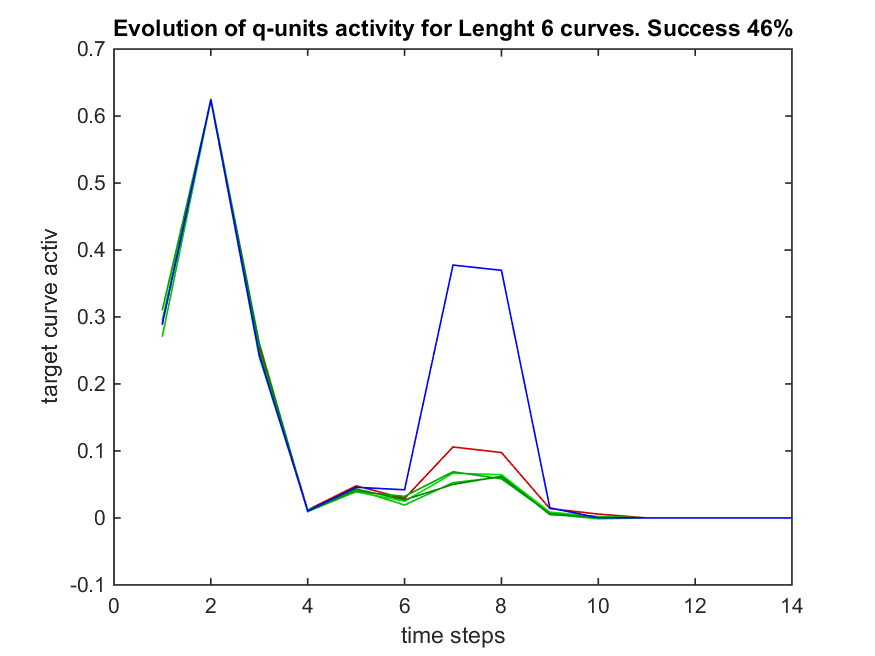 Evolution of q-units activity for Lenght 6 curves. Success 46%
0.7
0.6
0.5
0.4
0.3
0.2
0.1
0
-0.1
target curve activ
0 2 4 6 8 10 12 14
time steps